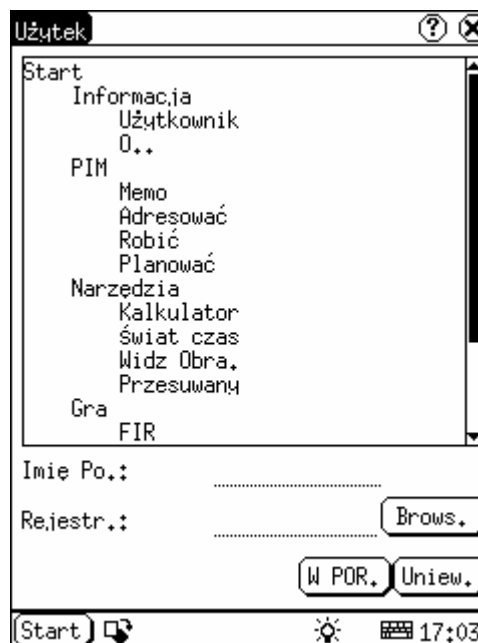 Użytek
Start
Informacja
Użytkownik
O..
PIM
Memo
Adresować
Robić
Planować
Narzędzia
Kalkulator
świat czas
Widz Obra.
Przesuwany
Gra
FIR
Imię Po.:
Rejestr.: Brows.
W POR. Uniew.
Start 17:03